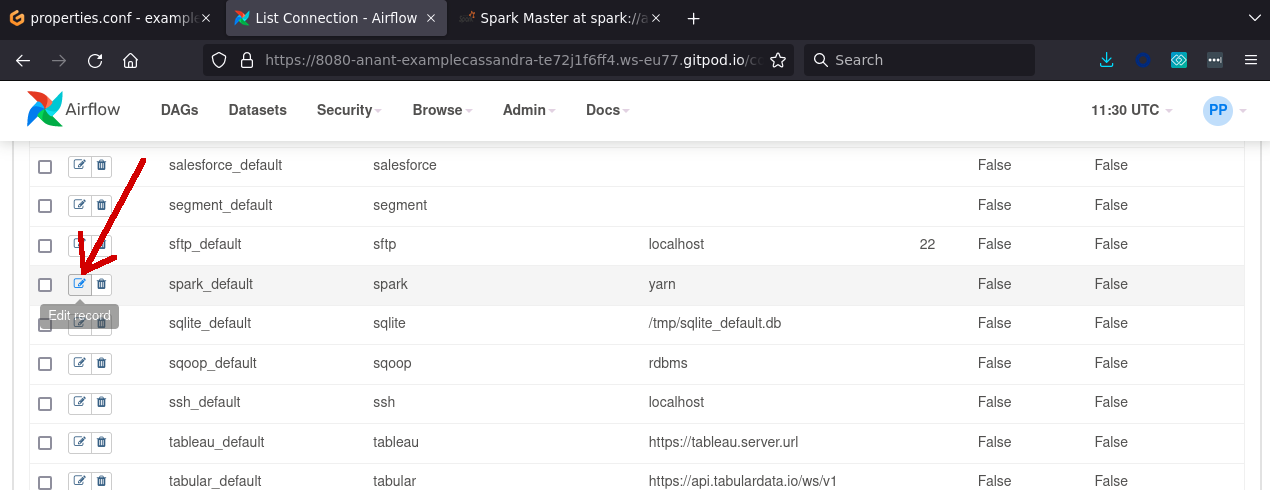 properties.conf - example
List Connection - Airflow
Spark Master at spark://a
https://8080-anant-examplecassandra-te72j1f6ff4.ws-eu77.gitpod.io/co
Search
Airflow DAGs Datasets Security Browse Admin Docs 11:30 UTC PP
salesforce_default salesforce False False
segment_default segment False False
sftp_default sftp localhost 22 False False
spark_default spark yarn False False
Edit record
sqlite_default sqlite /tmp/sqlite_default.db False False
sqoop_default sqoop rdbms False False
ssh_default ssh localhost False False
tableau_default tableau https://tableau.server.url False False
tabular_default tabular https://api.tabulardata.io/ws/v1 False False